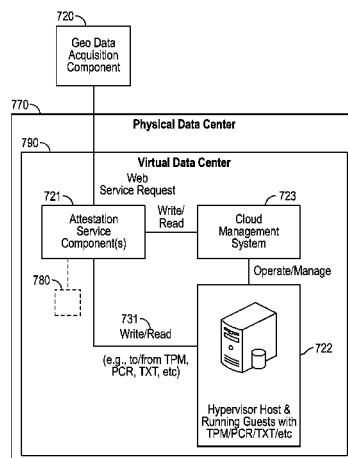 720
Geo Data
Acquisition
Component
770
Physical Data Center
790
Virtual Data Center
Web
Service Request
721
Attestation
Service
Component(s)
Write/
Read
723
Cloud
Management
System
Operate/Manage
780
731
Write/Read
(e.g., to/from TPM,
PCR, TXT, etc)
722
Hypervisor Host &
Running Guests with
TPM/PCR/TXT/etc